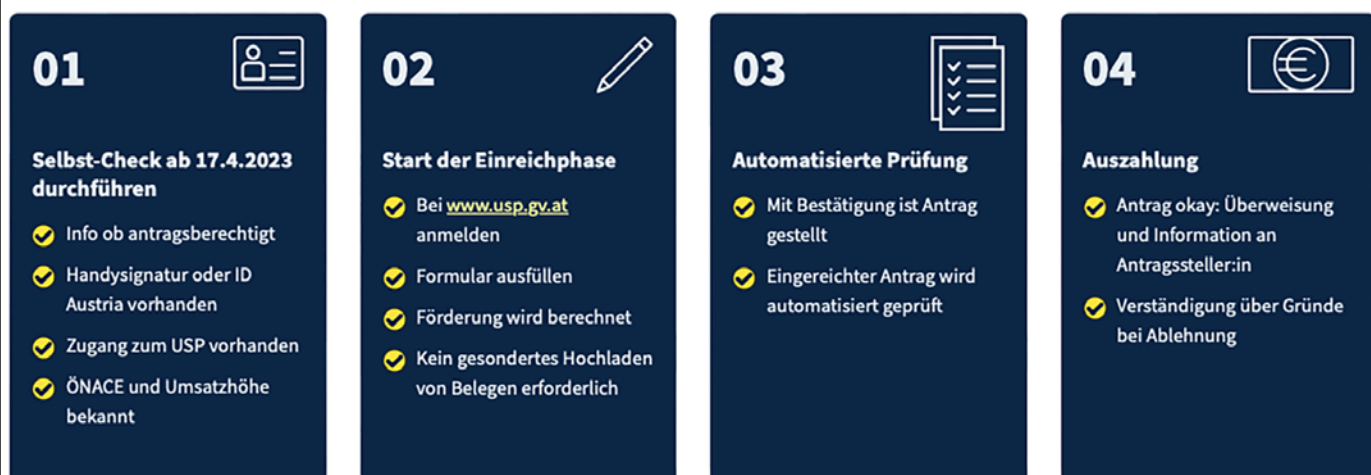 01
Selbst-Check ab 17.4.2023
durchführen
Info ob antragsberechtigt
Handysignatur oder ID
Austria vorhanden
Zugang zum USP vorhanden
ÖNACE und Umsatzhöhe
bekannt
02
Start der Einreichphase
Bei www.usp.gv.at
anmelden
Formular ausfüllen
Förderung wird berechnet
Kein gesondertes Hochladen
von Belegen erforderlich
03
Automatisierte Prüfung
Mit Bestätigung ist Antrag
gestellt
Eingereichter Antrag wird
automatisiert geprüft
04
Auszahlung
Antrag okay: Überweisung
und Information an
Antragssteller:in
Verständigung über Gründe
bei Ablehnung